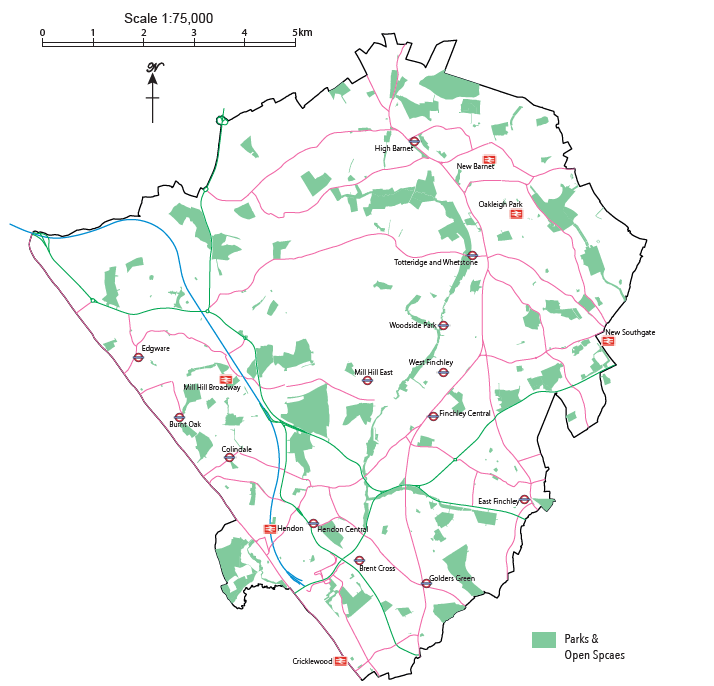 Scale 1:75,000
0 1 2 3 4 5km
N
High Barnet
New Barnet
Oakleigh Park
Totteridge and Whetstone
Woodside Park
New Southgate
Edgware
West Finchley
Mill Hill East
Mill Hill Broadway
Finchley Central
Burnt Oak
Colindale
East Finchley
Hendon
Hendon Central
Brent Cross
Golders Green
Parks &
Open Spcaes
Cricklewood